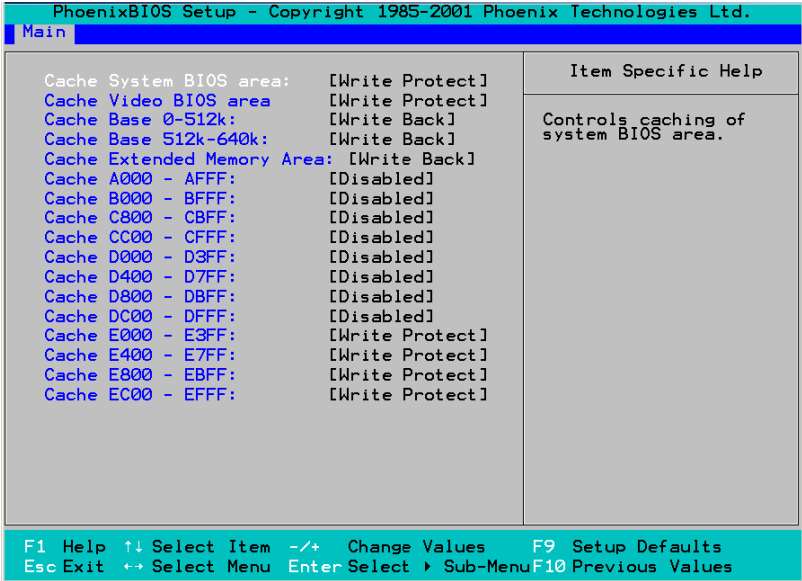 PhoenixBIOS Setup - Copyright 1985-2001 Phoenix Technologies Ltd.
Main
Cache System BIOS area: [Write Protect]
Cache Video BIOS area [Write Protect]
Cache Base 0-512k: [Write Back]
Cache Base 512k-640k: [Write Back]
Cache Extended Memory Area: [Write Back]
Cache A000 - AFFF: [Disabled]
Cache B000 - BFFF: [Disabled]
Cache C800 - CBFF: [Disabled]
Cache CC00 - CFFF: [Disabled]
Cache D000 - D3FF: [Disabled]
Cache D400 - D7FF: [Disabled]
Cache D800 - DBFF: [Disabled]
Cache DC00 - DFFF: [Disabled]
Cache E000 - E3FF: [Write Protect]
Cache E400 - E7FF: [Write Protect]
Cache E800 - EBFF: [Write Protect]
Cache EC00 - EFFF: [Write Protect]
Item Specific Help
Controls caching of
system BIOS area.
F1 Help ↑↓ Select Item -/+ Change Values F9 Setup Defaults
Esc Exit ←→ Select Menu Enter Select ▸ Sub-Menu F10 Previous Values